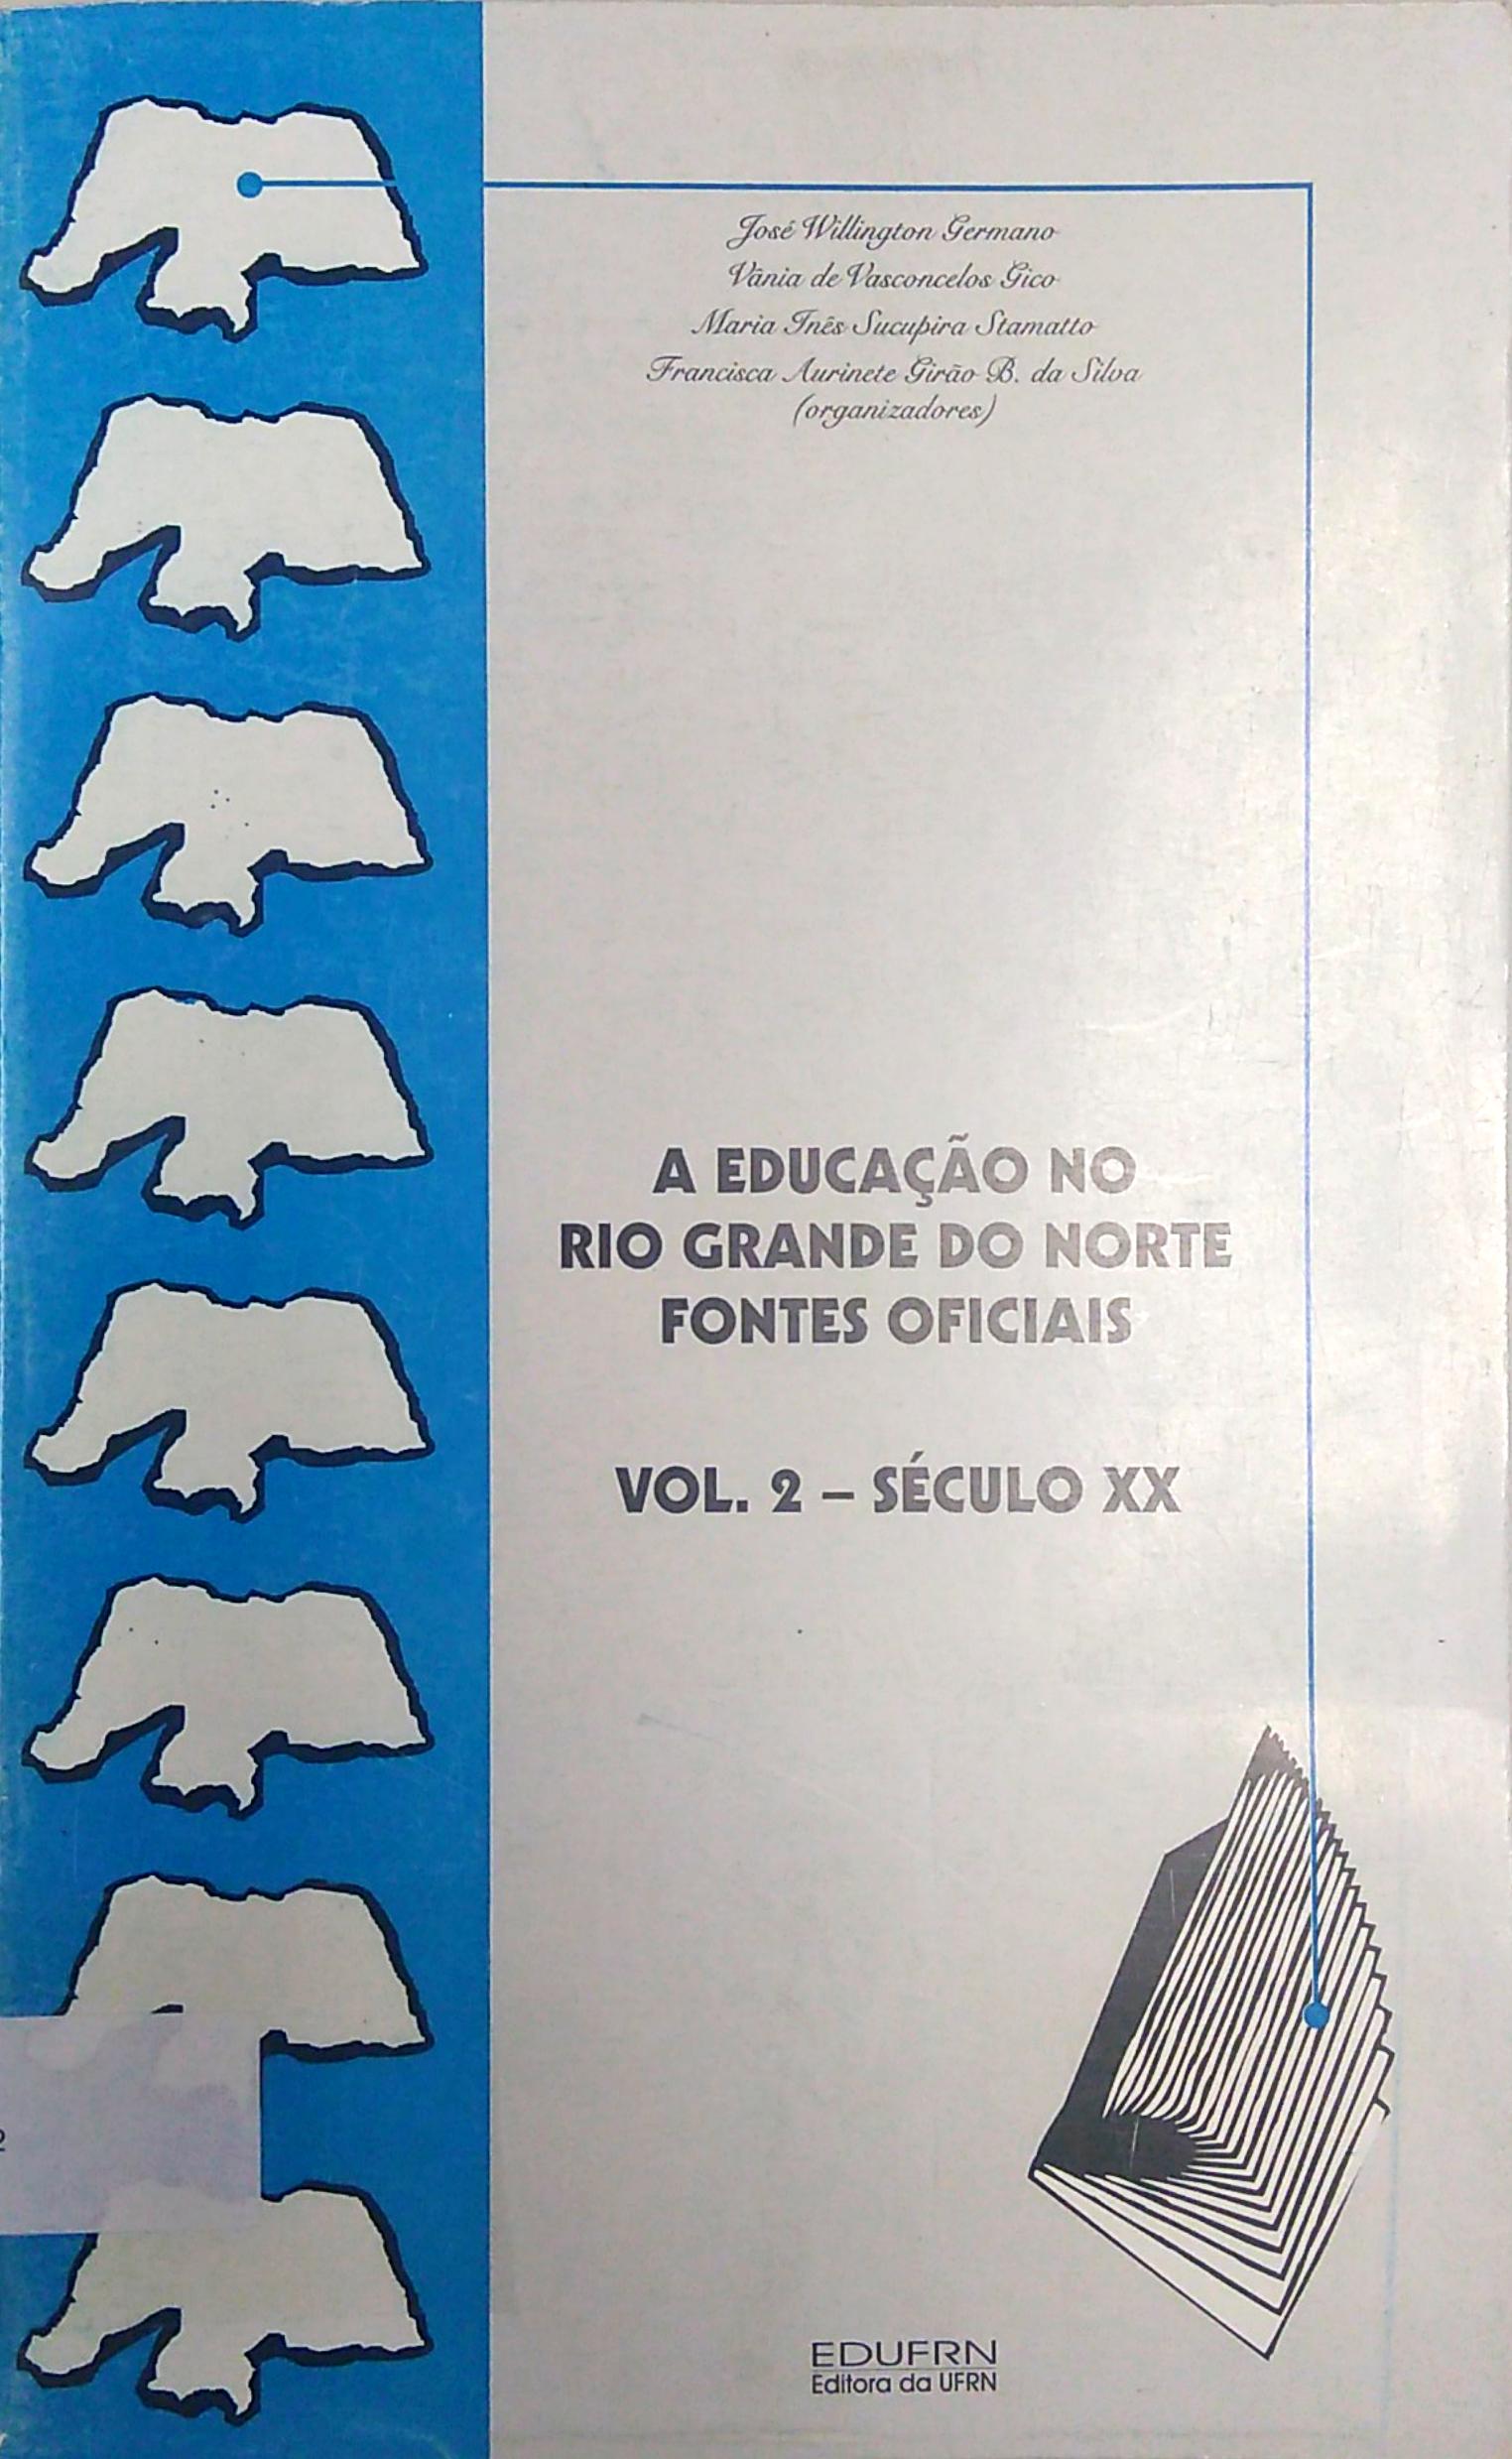 José Willington Germano
Vânia de Vasconcelos Gico
Maria Inês Sucupira Stamatto
Francisca Aurinete Girão B. da Silva
(organizadores)
A EDUCAÇÃO NO
RIO GRANDE DO NORTE
FONTES OFICIAIS
VOL. 2 – SÉCULO XX
2
EDUFRN
Editora da UFRN